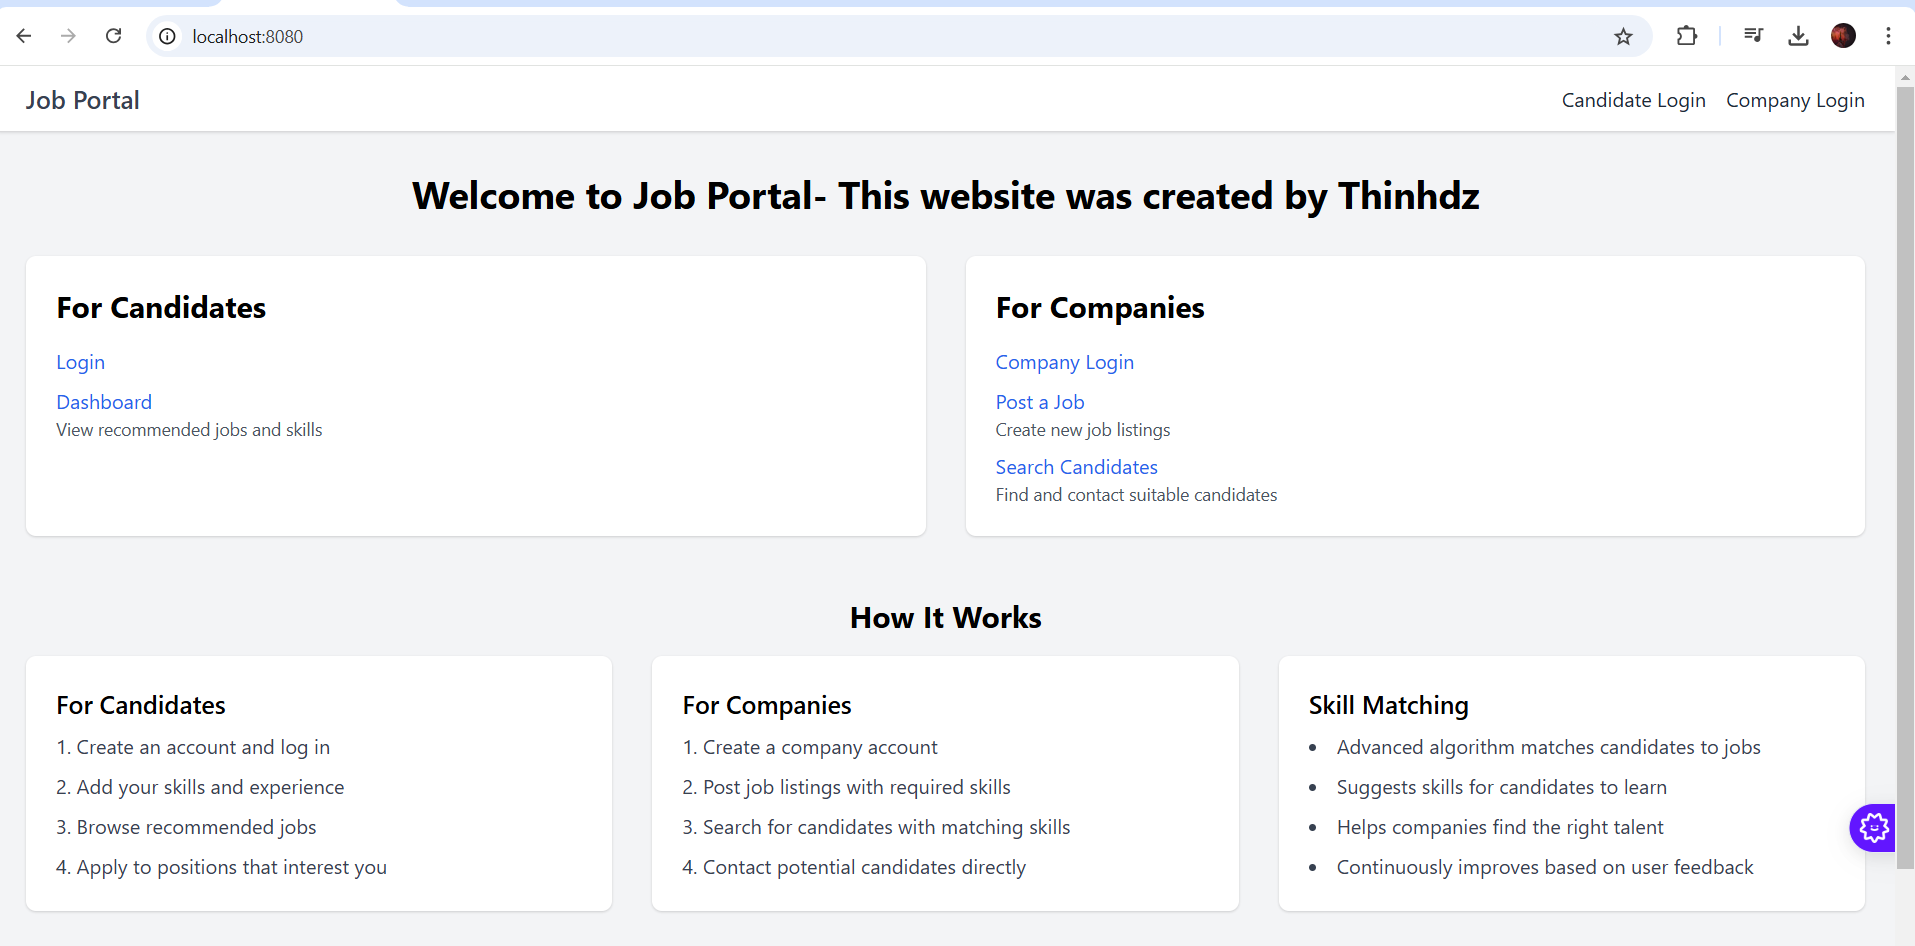 localhost:8080
Job Portal
Candidate Login Company Login
Welcome to Job Portal- This website was created by Thinhdz
For Candidates
Login
Dashboard
View recommended jobs and skills
For Companies
Company Login
Post a Job
Create new job listings
Search Candidates
Find and contact suitable candidates
How It Works
For Candidates
1. Create an account and log in
2. Add your skills and experience
3. Browse recommended jobs
4. Apply to positions that interest you
For Companies
1. Create a company account
2. Post job listings with required skills
3. Search for candidates with matching skills
4. Contact potential candidates directly
Skill Matching
• Advanced algorithm matches candidates to jobs
• Suggests skills for candidates to learn
• Helps companies find the right talent
• Continuously improves based on user feedback